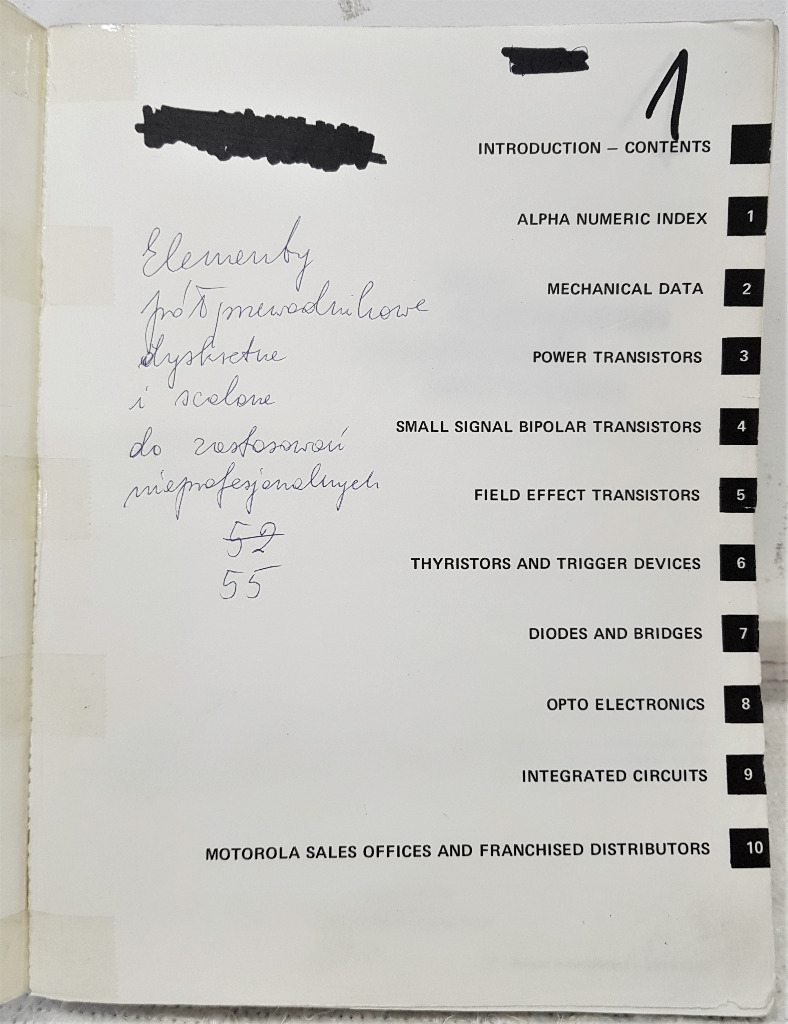 1
INTRODUCTION – CONTENTS
ALPHA NUMERIC INDEX 1
MECHANICAL DATA 2
POWER TRANSISTORS 3
SMALL SIGNAL BIPOLAR TRANSISTORS 4
FIELD EFFECT TRANSISTORS 5
THYRISTORS AND TRIGGER DEVICES 6
DIODES AND BRIDGES 7
OPTO ELECTRONICS 8
INTEGRATED CIRCUITS 9
MOTOROLA SALES OFFICES AND FRANCHISED DISTRIBUTORS 10
Elementy
półprzewodnikowe
dyskretne
i scalone
do zastosowań
nieprofesjonalnych
52
55